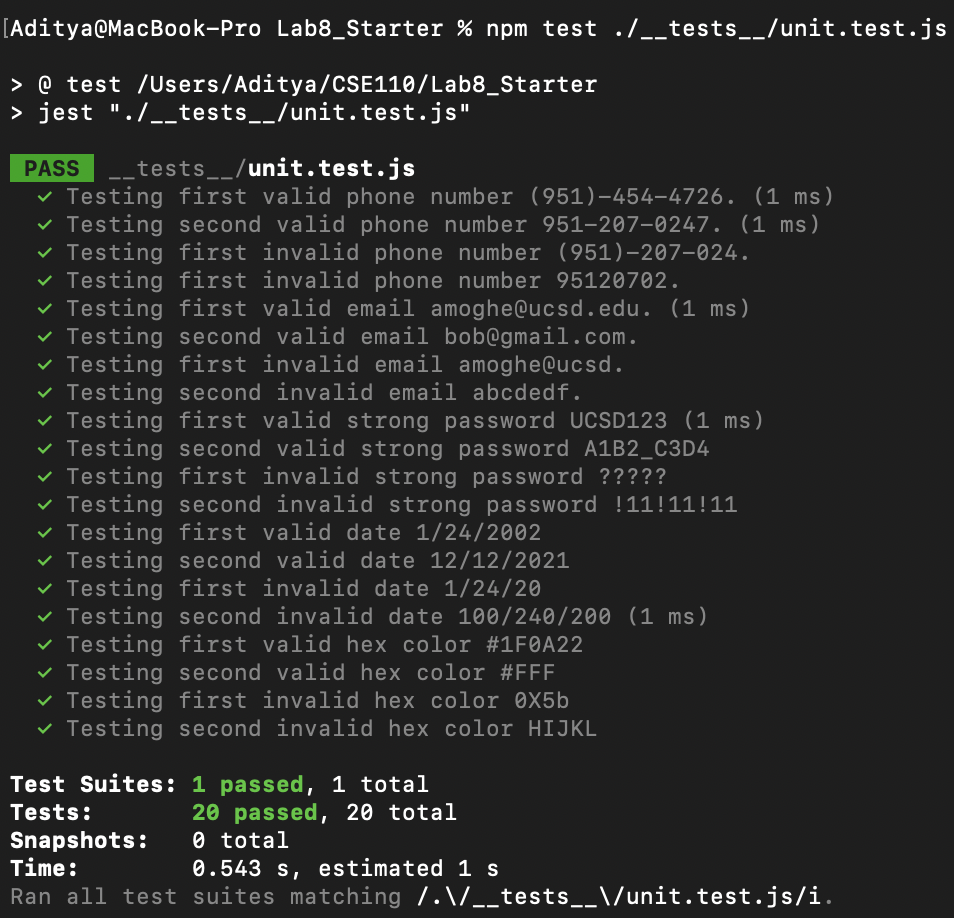 [Aditya@MacBook-Pro Lab8_Starter % npm test ./__tests__/unit.test.js
> @ test /Users/Aditya/CSE110/Lab8_Starter
> jest "./__tests__/unit.test.js"
PASS __tests__/unit.test.js
✓ Testing first valid phone number (951)-454-4726. (1 ms)
✓ Testing second valid phone number 951-207-0247. (1 ms)
✓ Testing first invalid phone number (951)-207-024.
✓ Testing first invalid phone number 95120702.
✓ Testing first valid email amoghe@ucsd.edu. (1 ms)
✓ Testing second valid email bob@gmail.com.
✓ Testing first invalid email amoghe@ucsd.
✓ Testing second invalid email abcdedf.
✓ Testing first valid strong password UCSD123 (1 ms)
✓ Testing second valid strong password A1B2_C3D4
✓ Testing first invalid strong password ?????
✓ Testing second invalid strong password !11!11!11
✓ Testing first valid date 1/24/2002
✓ Testing second valid date 12/12/2021
✓ Testing first invalid date 1/24/20
✓ Testing second invalid date 100/240/200 (1 ms)
✓ Testing first valid hex color #1F0A22
✓ Testing second valid hex color #FFF
✓ Testing first invalid hex color 0X5b
✓ Testing second invalid hex color HIJKL
Test Suites: 1 passed, 1 total
Tests: 20 passed, 20 total
Snapshots: 0 total
Time: 0.543 s, estimated 1 s
Ran all test suites matching /.\/__tests__\/unit.test.js/i.